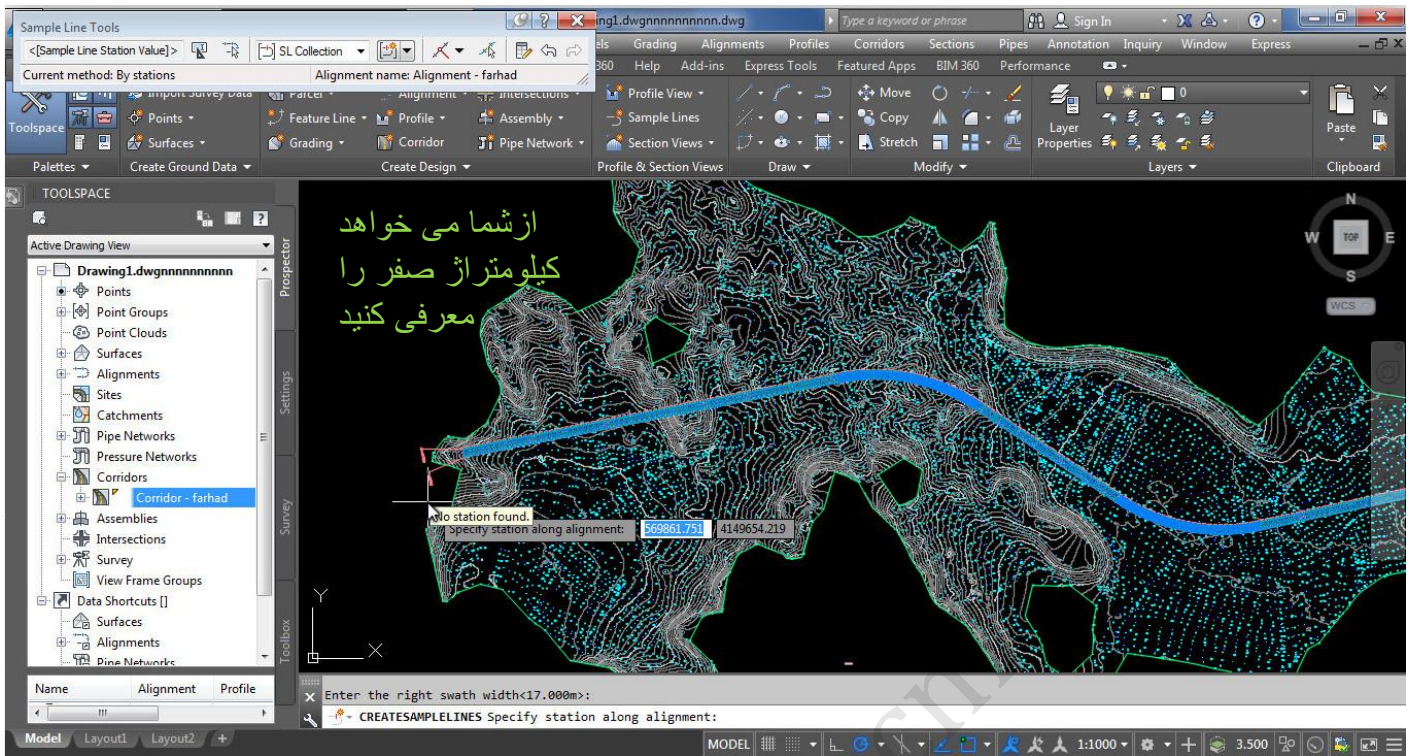 Sample Line Tools
ing1.dwgnnnnnnnnnn.dwg
Type a keyword or phrase
Sign In
<[Sample Line Station Value]>
SL Collection
els Grading Alignments Profiles Corridors Sections Pipes Annotation Inquiry Window Express
Current method: By stations
Alignment name: Alignment - farhad
360 Help Add-ins Express Tools Featured Apps BIM 360 Performance
Import Survey Data
Parcel
Alignment
Intersections
Profile View
Move
0
Toolspace
Points
Feature Line
Profile
Assembly
Sample Lines
Copy
Layer
Properties
Paste
Surfaces
Grading
Corridor
Pipe Network
Section Views
Stretch
Palettes
Create Ground Data
Create Design
Profile & Section Views
Draw
Modify
Layers
Clipboard
TOOLSPACE
Active Drawing View
Drawing1.dwgnnnnnnnnnn
Points
Point Groups
Point Clouds
Surfaces
Alignments
Sites
Catchments
Pipe Networks
Pressure Networks
Corridors
Corridor - farhad
Assemblies
Intersections
Survey
View Frame Groups
Data Shortcuts []
Surfaces
Alignments
Pipe Networks
Name Alignment Profile
Prospector
Settings
Survey
Toolbox
ازشما می خواهد
کیلومتراژ صفر را
معرفی کنید
N
W TOP E
S
WCS
No station found.
Specify station along alignment: 569861.751 4149654.219
Y
X
Enter the right swath width<17.000m>:
CREATESAMPLELINES Specify station along alignment:
Model Layout1 Layout2 +
MODEL
1:1000
3.500